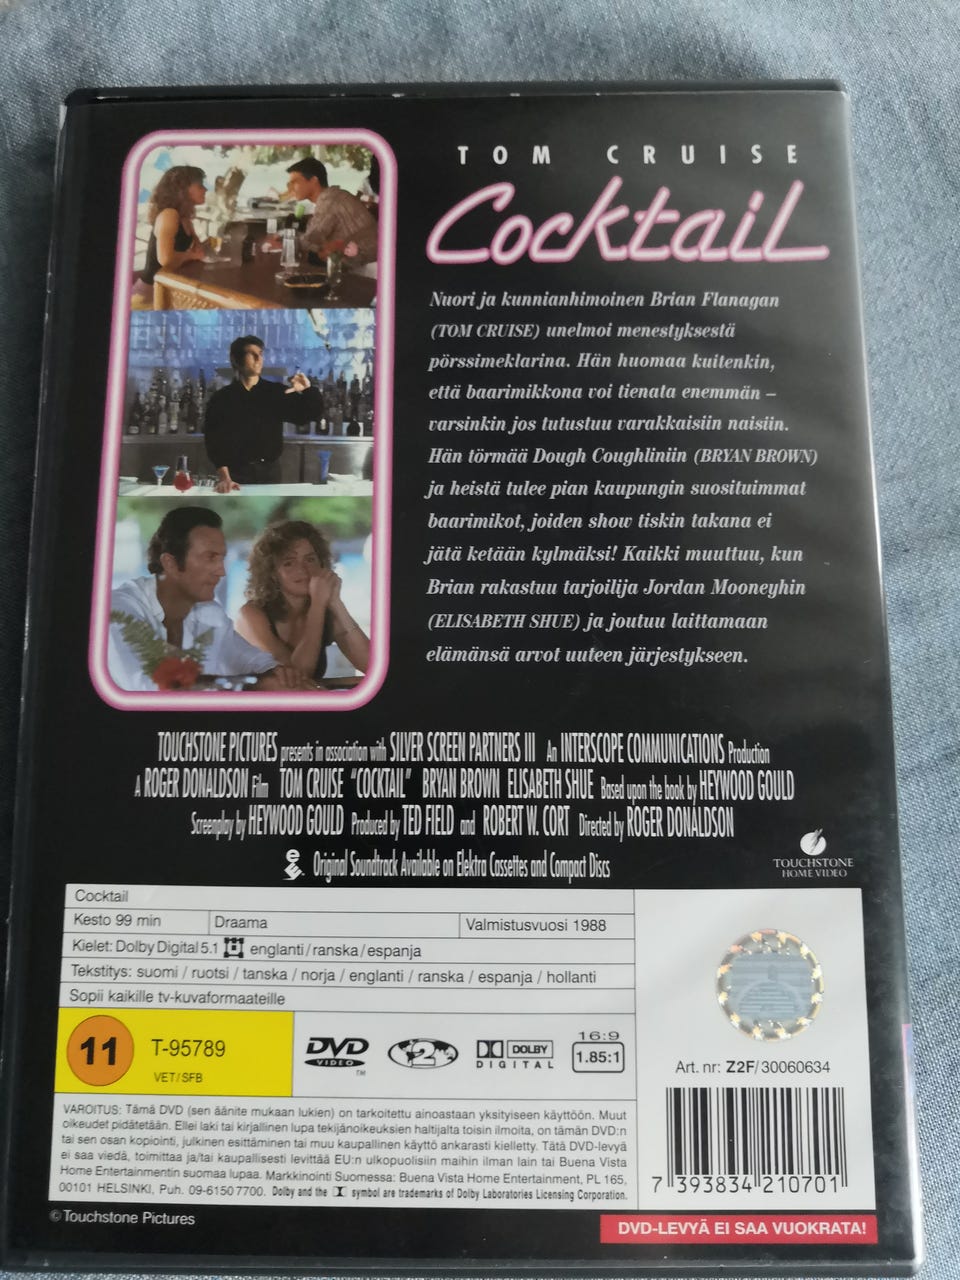 TOM CRUISE
Cocktail
Nuori ja kunnianhimoinen Brian Flanagan
(TOM CRUISE) unelmoi menestyksestä
pörssimeklarina. Hän huomaa kuitenkin,
että baarimikkona voi tienata enemmän –
varsinkin jos tutustuu varakkaisiin naisiin.
Hän törmää Dough Coughliniin (BRYAN BROWN)
ja heistä tulee pian kaupungin suosituimmat
baarimikot, joiden show tiskin takana ei
jätä ketään kylmäksi! Kaikki muuttuu, kun
Brian rakastuu tarjoilija Jordan Mooneyhin
(ELISABETH SHUE) ja joutuu laittamaan
elämänsä arvot uuteen järjestykseen.
TOUCHSTONE PICTURES presents in association with SILVER SCREEN PARTNERS III An INTERSCOPE COMMUNICATIONS Production
A ROGER DONALDSON Film TOM CRUISE "COCKTAIL" BRYAN BROWN ELISABETH SHUE Based upon the book by HEYWOOD GOULD
Screenplay by HEYWOOD GOULD Produced by TED FIELD and ROBERT W. CORT Directed by ROGER DONALDSON
Original Soundtrack Available on Elektra Cassettes and Compact Discs
TOUCHSTONE
HOME VIDEO
Cocktail
Kesto 99 min Draama Valmistusvuosi 1988
Kielet: Dolby Digital 5.1 englanti / ranska / espanja
Tekstitys: suomi / ruotsi / tanska / norja / englanti / ranska / espanja / hollanti
Sopii kaikille tv-kuvaformaateille
11 T-95789
VET/SFB
DVD
VIDEO
TM
2
DOLBY
DIGITAL
16:9
1.85:1
Art. nr: Z2F/30060634
VAROITUS: Tämä DVD (sen äänite mukaan lukien) on tarkoitettu ainoastaan yksityiseen käyttöön. Muut
oikeudet pidätetään. Ellei laki tai kirjallinen lupa tekijänoikeuksien haltijalta toisin ilmoita, on tämän DVD:n
tai sen osan kopiointi, julkinen esittäminen tai muu kaupallinen käyttö ankarasti kielletty. Tätä DVD-levyä
ei saa viedä, toimittaa ja/tai kaupallisesti levittää EU:n ulkopuolisiin maihin ilman lain tai Buena Vista
Home Entertainmentin suomaa lupaa. Markkinointi Suomessa: Buena Vista Home Entertainment, PL 165,
00101 HELSINKI, Puh. 09-6150 7700. Dolby and the symbol are trademarks of Dolby Laboratories Licensing Corporation.
7 393834 210701
© Touchstone Pictures
DVD-LEVYÄ EI SAA VUOKRATA!